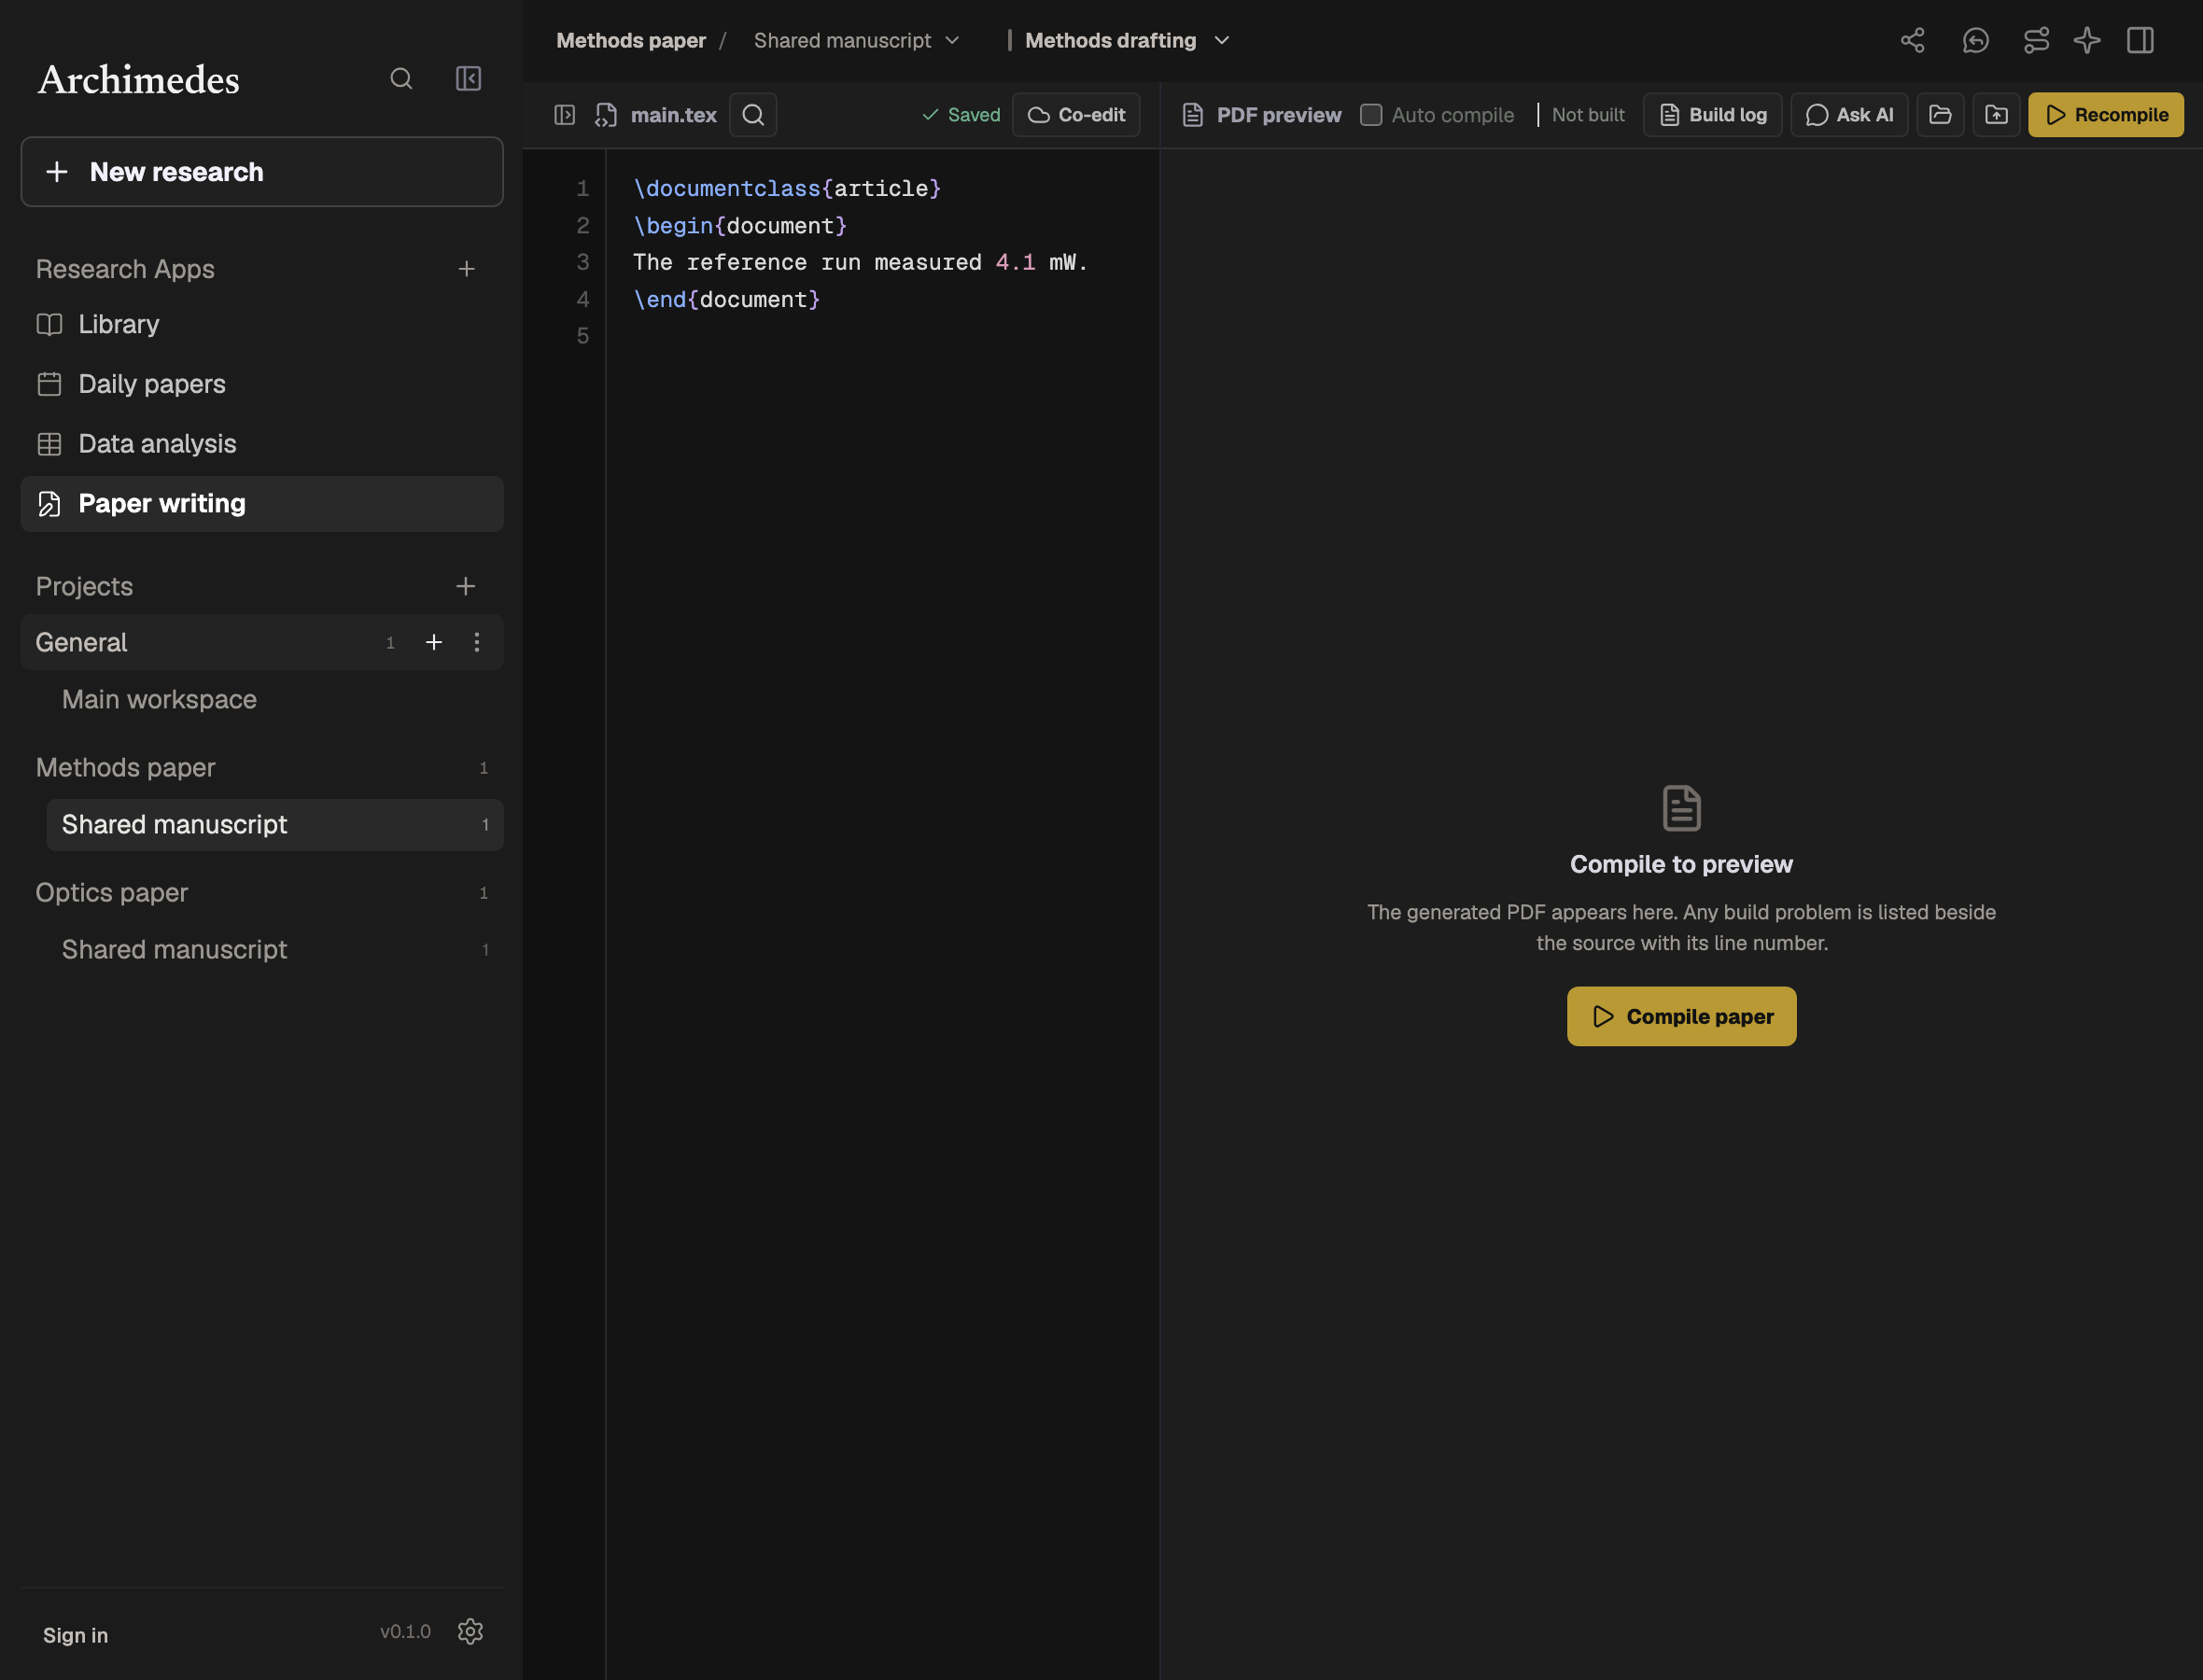 Archimedes
New research
Research Apps
Library
Daily papers
Data analysis
Paper writing
Projects
General 1
Main workspace
Methods paper 1
Shared manuscript 1
Optics paper 1
Shared manuscript 1
Sign in v0.1.0
Methods paper / Shared manuscript | Methods drafting
main.tex Saved Co-edit
1 \documentclass{article}
2 \begin{document}
3 The reference run measured 4.1 mW.
4 \end{document}
5
PDF preview Auto compile | Not built Build log Ask AI Recompile
Compile to preview
The generated PDF appears here. Any build problem is listed beside
the source with its line number.
Compile paper